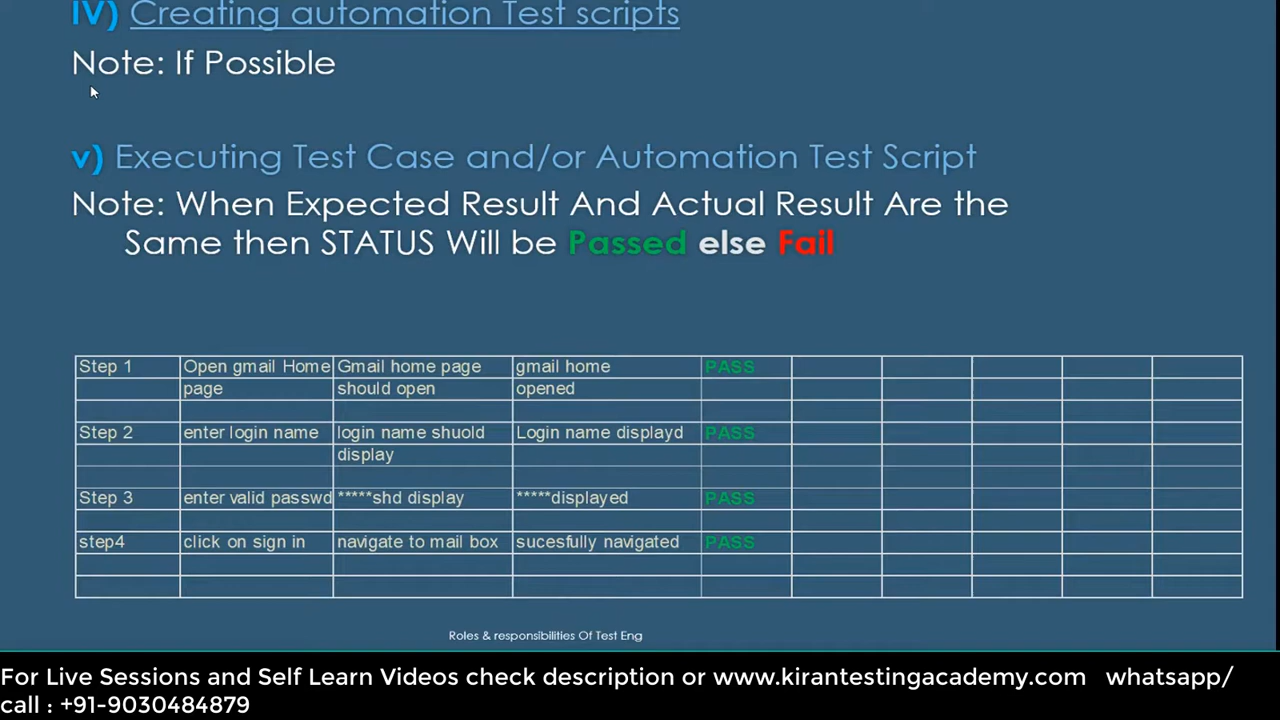 IV) Creating automation Test scripts
Note: If Possible
v) Executing Test Case and/or Automation Test Script
Note: When Expected Result And Actual Result Are the
Same then STATUS Will be Passed else Fail
Step 1 Open gmail Home Gmail home page gmail home PASS
page should open opened
Step 2 enter login name login name shuold Login name displayd PASS
display
Step 3 enter valid passwd *****shd display *****displayed PASS
step4 click on sign in navigate to mail box sucesfully navigated PASS
Roles & responsibilities Of Test Eng
For Live Sessions and Self Learn Videos check description or www.kirantestingacademy.com whatsapp/
call : +91-9030484879